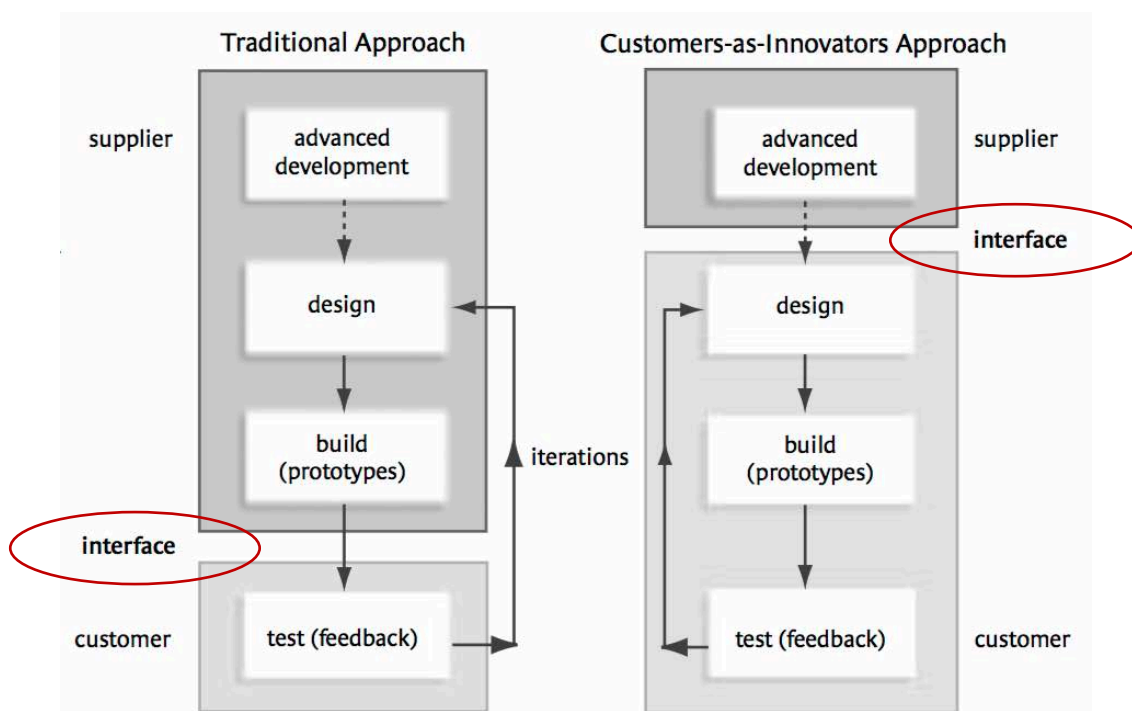 Traditional Approach
supplier
advanced
development
design
build
(prototypes)
iterations
interface
customer
test (feedback)
Customers-as-Innovators Approach
advanced
development
supplier
interface
design
build
(prototypes)
test (feedback)
customer